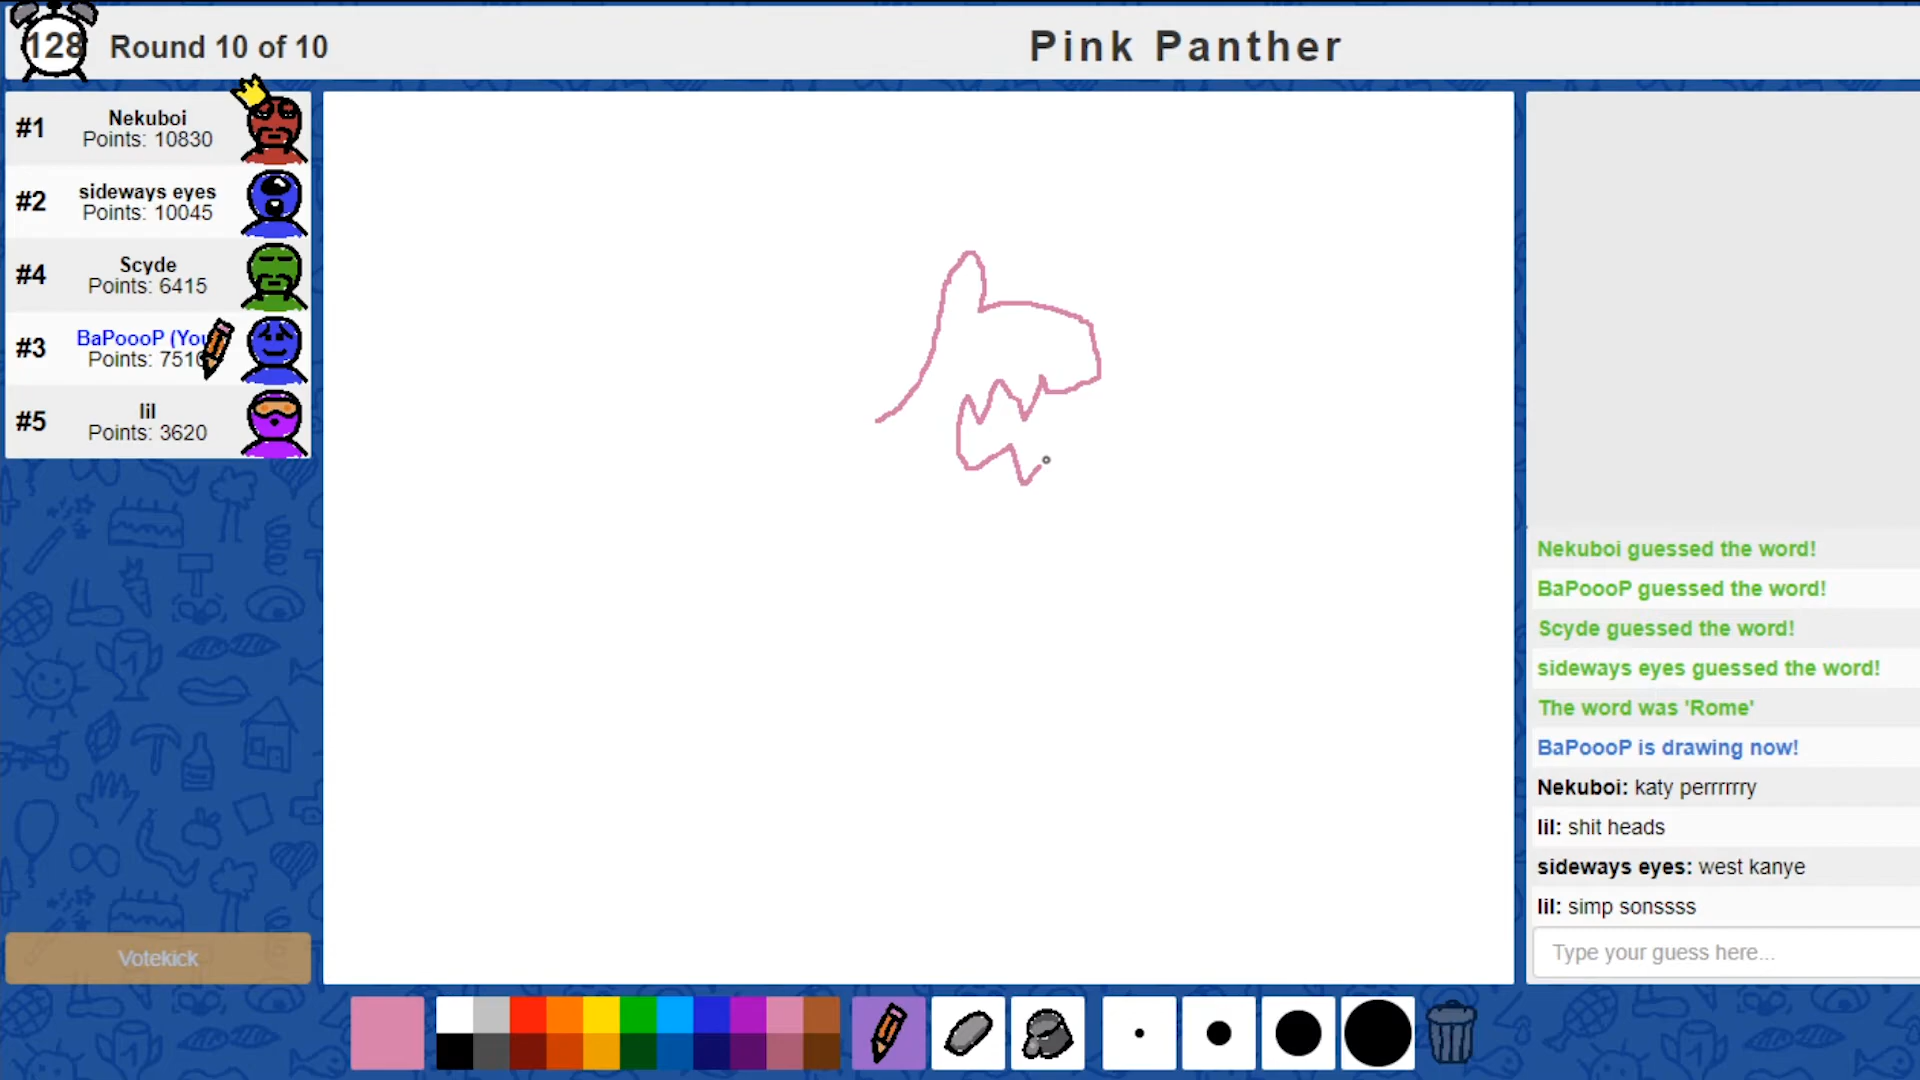 128
Round 10 of 10
Pink Panther
#1
Nekuboi
Points: 10830
#2
sideways eyes
Points: 10045
#4
Scyde
Points: 6415
#3
BaPoooP (You
Points: 7510
#5
lil
Points: 3620
Votekick
Nekuboi guessed the word!
BaPoooP guessed the word!
Scyde guessed the word!
sideways eyes guessed the word!
The word was 'Rome'
BaPoooP is drawing now!
Nekuboi: katy perrrrrry
lil: shit heads
sideways eyes: west kanye
lil: simp sonssss
Type your guess here...